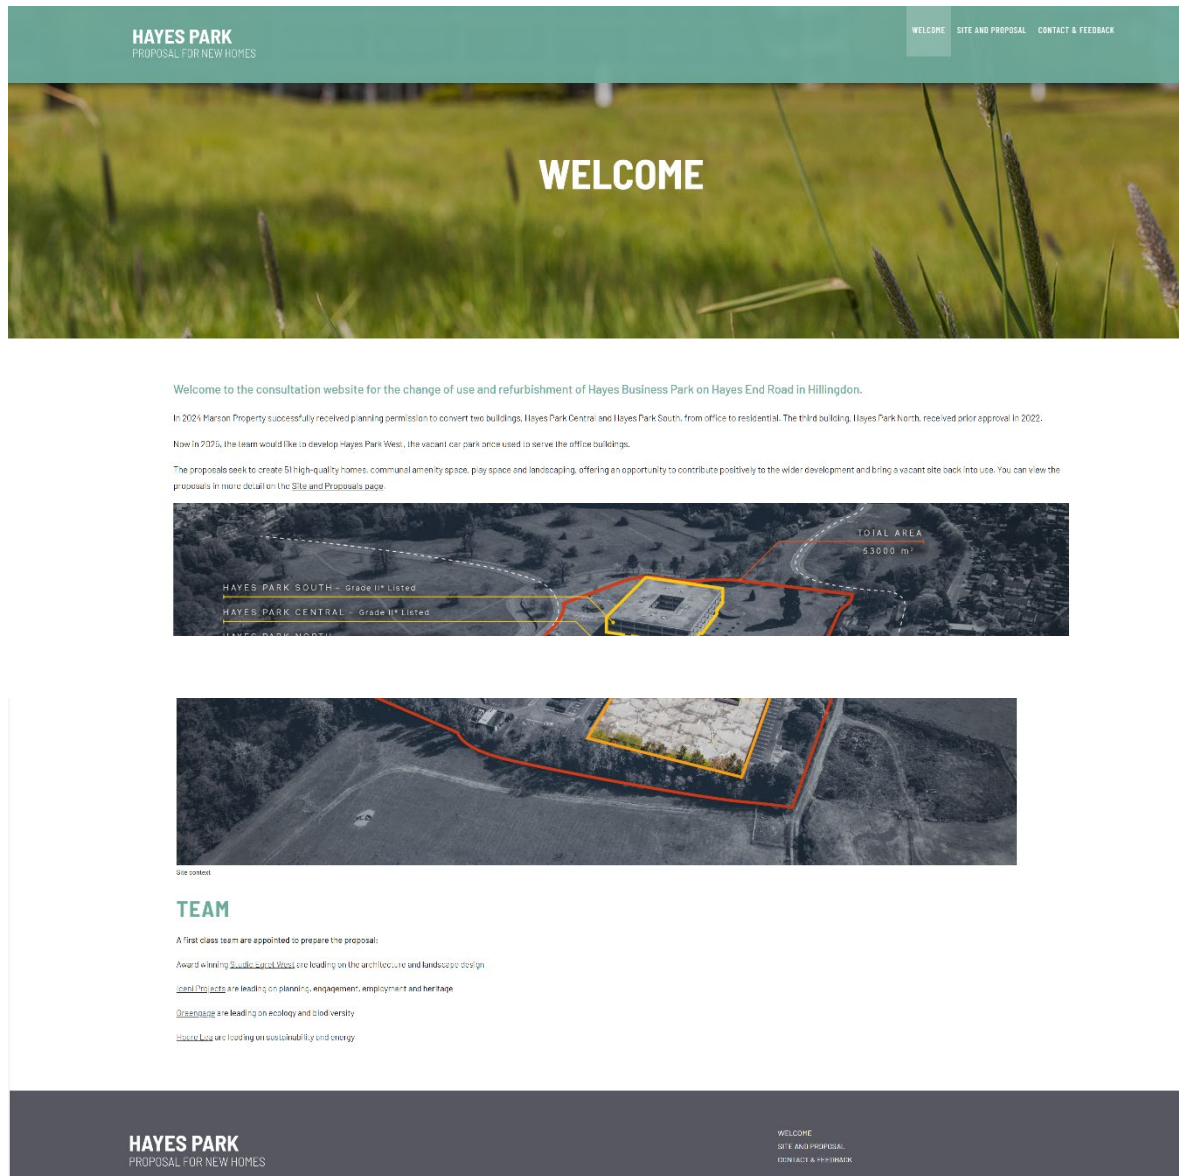 HAYES PARK
PROPOSAL FOR NEW HOMES
WELCOME SITE AND PROPOSAL CONTACT & FEEDBACK
WELCOME
Welcome to the consultation website for the change of use and refurbishment of Hayes Business Park on Hayes End Road in Hillingdon.
In 2024 Marson Property successfully received planning permission to convert two buildings, Hayes Park Central and Hayes Park South, from office to residential. The third building, Hayes Park North, received prior approval in 2022.
Now in 2025, the team would like to develop Hayes Park West, the vacant car park once used to serve the office buildings.
The proposals seek to create 51 high-quality homes, communal amenity space, play space and landscaping, offering an opportunity to contribute positively to the wider development and bring a vacant site back into use. You can view the
proposals in more detail on the Site and Proposals page.
TOTAL AREA
53000 m²
HAYES PARK SOUTH – Grade II* Listed
HAYES PARK CENTRAL – Grade II* Listed
HAYES PARK NORTH
Site context
TEAM
A first class team are appointed to prepare the proposal:
Award winning Studio Egret West are leading on the architecture and landscape design
Iceni Projects are leading on planning, engagement, employment and heritage
Greengage are leading on ecology and biodiversity
Hoare Lea are leading on sustainability and energy
HAYES PARK
PROPOSAL FOR NEW HOMES
WELCOME
SITE AND PROPOSAL
CONTACT & FEEDBACK